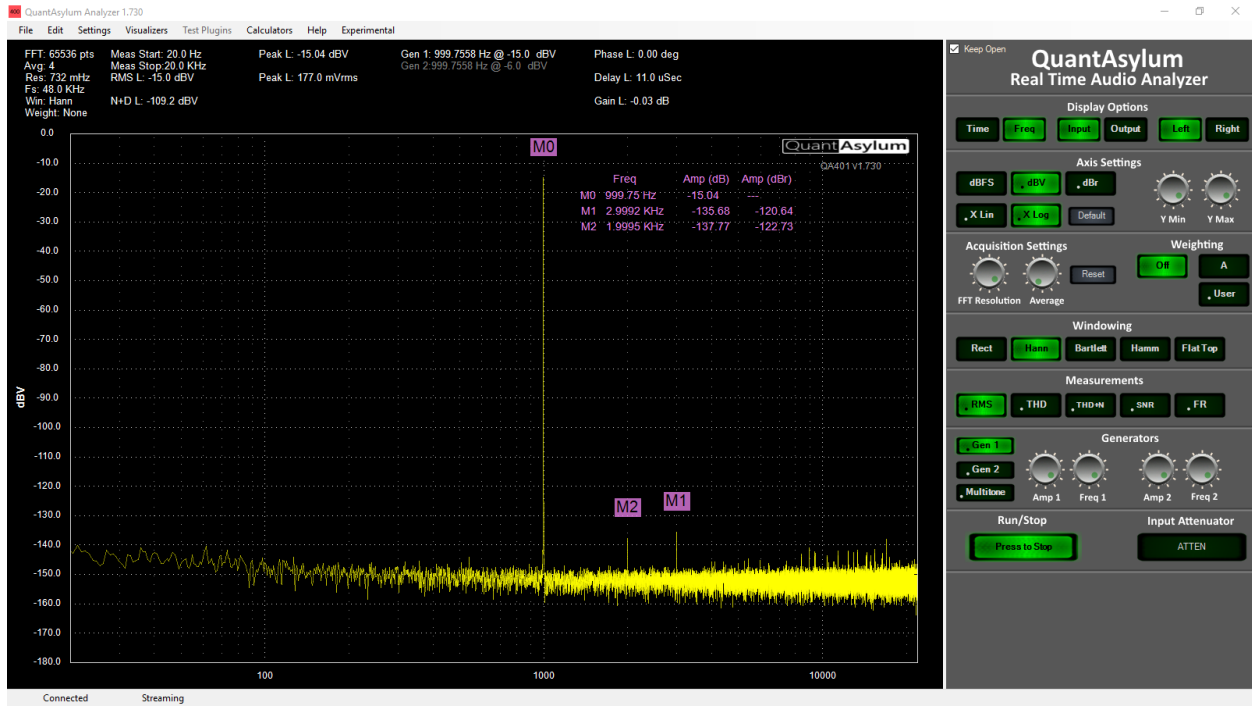 QuantAsylum Analyzer 1.730
File Edit Settings Visualizers Test Plugins Calculators Help Experimental
FFT: 65536 pts
Avg: 4
Res: 732 mHz
Fs: 48.0 KHz
Win: Hann
Weight: None
Meas Start: 20.0 Hz
Meas Stop:20.0 KHz
RMS L: -15.0 dBV
N+D L: -109.2 dBV
Peak L: -15.04 dBV
Peak L: 177.0 mVrms
Gen 1: 999.7558 Hz @ -15.0 dBV
Gen 2:999.7558 Hz @ -6.0 dBV
Phase L: 0.00 deg
Delay L: 11.0 uSec
Gain L: -0.03 dB
0.0
-10.0
-20.0
-30.0
-40.0
-50.0
-60.0
-70.0
-80.0
-90.0
-100.0
-110.0
-120.0
-130.0
-140.0
-150.0
-160.0
-170.0
-180.0
dBV
M0
QuantAsylum
QA401 v1.730
Freq Amp (dB) Amp (dBr)
M0 999.75 Hz -15.04 ---
M1 2.9992 KHz -135.68 -120.64
M2 1.9995 KHz -137.77 -122.73
M2 M1
100 1000 10000
Connected Streaming
Keep Open
QuantAsylum
Real Time Audio Analyzer
Display Options
Time Freq Input Output Left Right
Axis Settings
dBFS dBV dBr
X Lin X Log Default
Y Min Y Max
Acquisition Settings
Reset
FFT Resolution Average
Weighting
Off A
User
Windowing
Rect Hann Bartlett Hamm Flat Top
Measurements
RMS THD THD+N SNR FR
Generators
Gen 1
Gen 2
Multitone
Amp 1 Freq 1 Amp 2 Freq 2
Run/Stop Input Attenuator
Press to Stop ATTEN